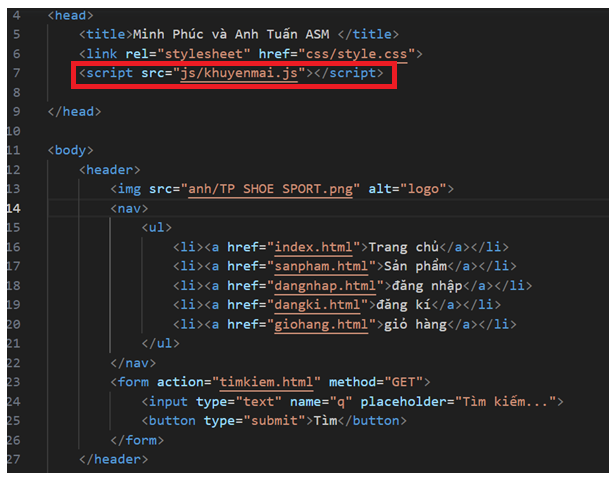 4 <head>
5 <title>Minh Phúc và Anh Tuấn ASM </title>
6 <link rel="stylesheet" href="css/style.css">
7 <script src="js/khuyenmai.js"></script>
8
9 </head>
10
11 <body>
12 <header>
13 <img src="anh/TP SHOE SPORT.png" alt="logo">
14 <nav>
15 <ul>
16 <li><a href="index.html">Trang chủ</a></li>
17 <li><a href="sanpham.html">Sản phẩm</a></li>
18 <li><a href="dangnhap.html">đăng nhập</a></li>
19 <li><a href="dangki.html">đăng kí</a></li>
20 <li><a href="giohang.html">giỏ hàng</a></li>
21 </ul>
22 </nav>
23 <form action="timkiem.html" method="GET">
24 <input type="text" name="q" placeholder="Tìm kiếm...">
25 <button type="submit">Tìm</button>
26 </form>
27 </header>